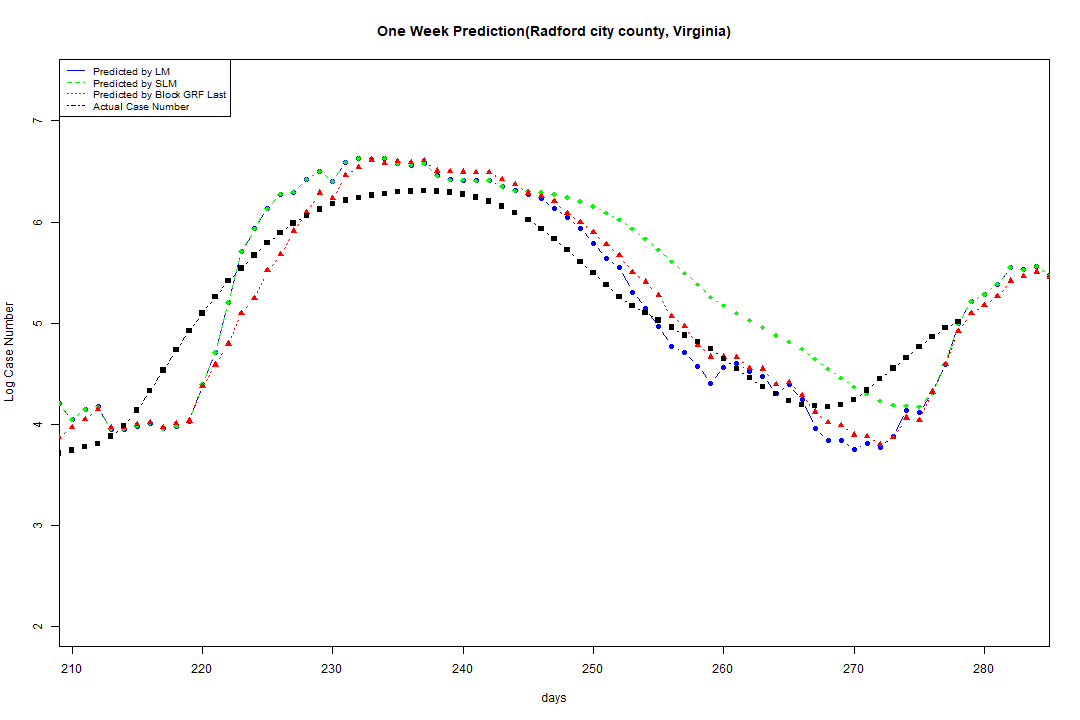 One Week Prediction(Radford city county, Virginia)
Predicted by LM
Predicted by SLM
Predicted by Block GRF Last
Actual Case Number
7
6
5
4
3
2
Log Case Number
210 220 230 240 250 260 270 280
days